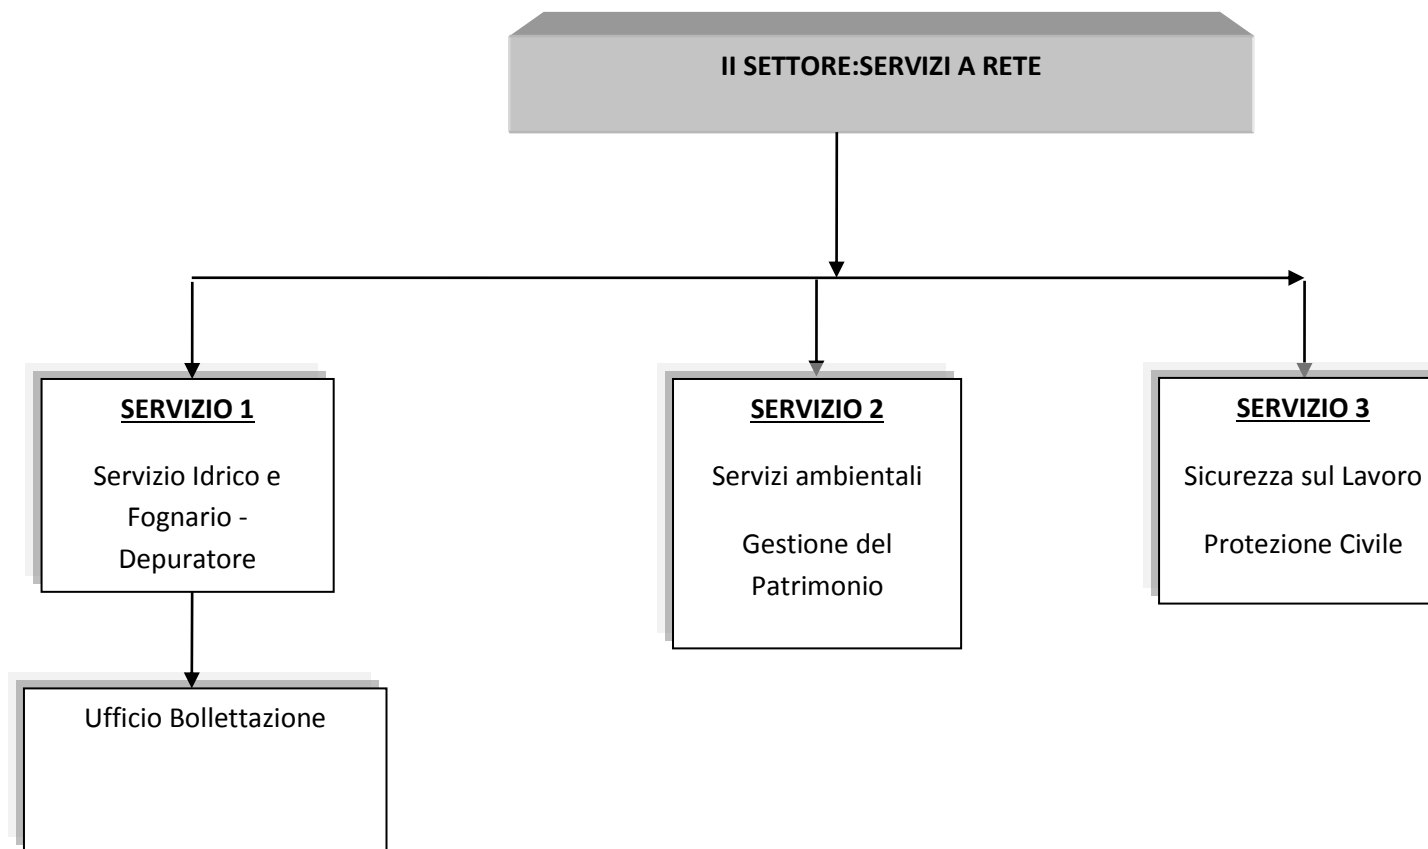 II SETTORE:SERVIZI A RETE
SERVIZIO 1
Servizio Idrico e
Fognario -
Depuratore
SERVIZIO 2
Servizi ambientali
Gestione del
Patrimonio
SERVIZIO 3
Sicurezza sul Lavoro
Protezione Civile
Ufficio Bollettazione